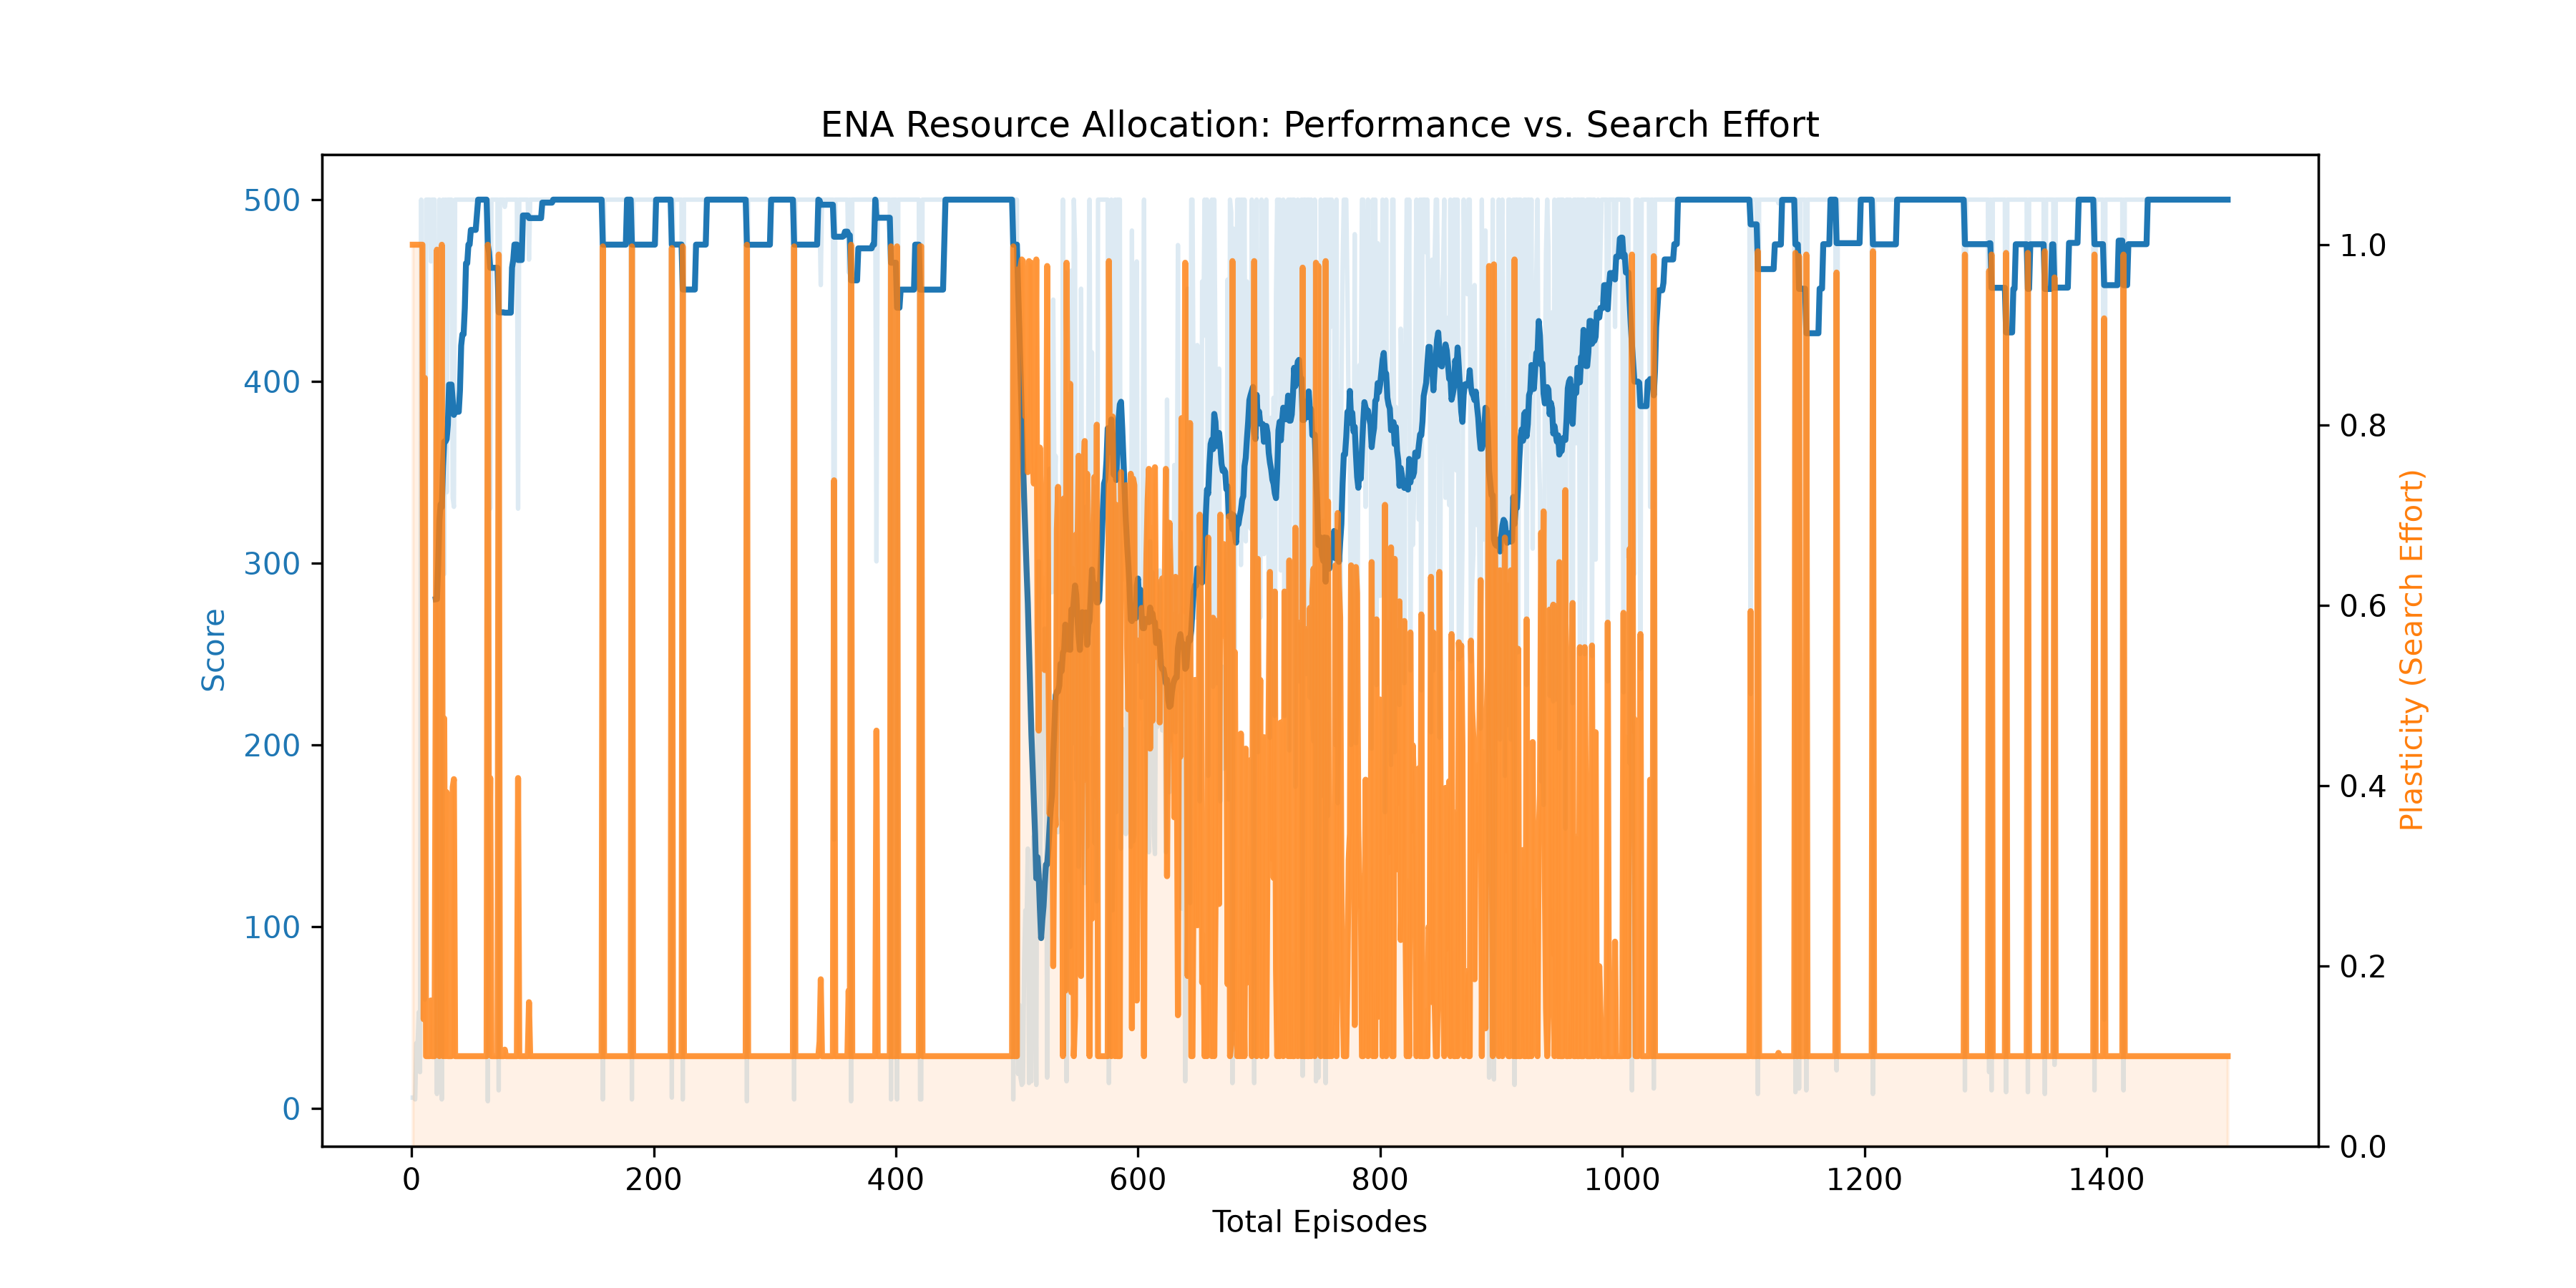 ENA Resource Allocation: Performance vs. Search Effort
500
400
300
200
100
0
Score
1.0
0.8
0.6
0.4
0.2
0.0
Plasticity (Search Effort)
0 200 400 600 800 1000 1200 1400
Total Episodes